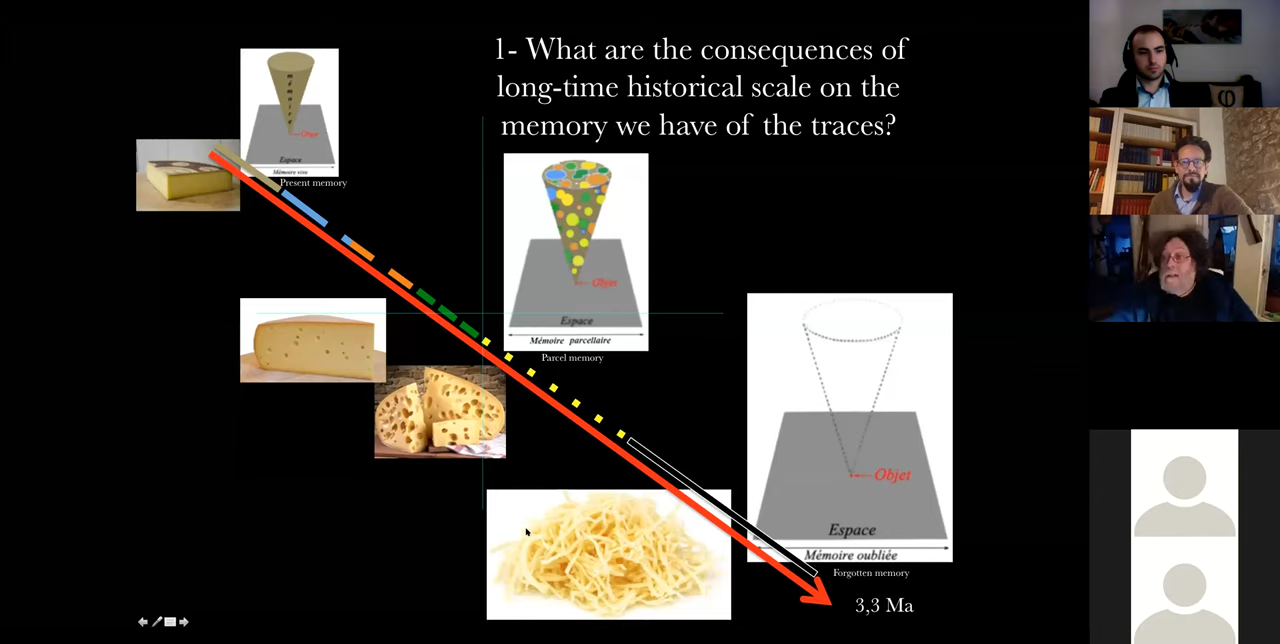 1- What are the consequences of
long-time historical scale on the
memory we have of the traces?
mémoire
Objet
Espace
Mémoire vive
Present memory
Objet
Espace
Mémoire parcellaire
Parcel memory
Objet
Espace
Mémoire oubliée
Forgotten memory
3,3 Ma